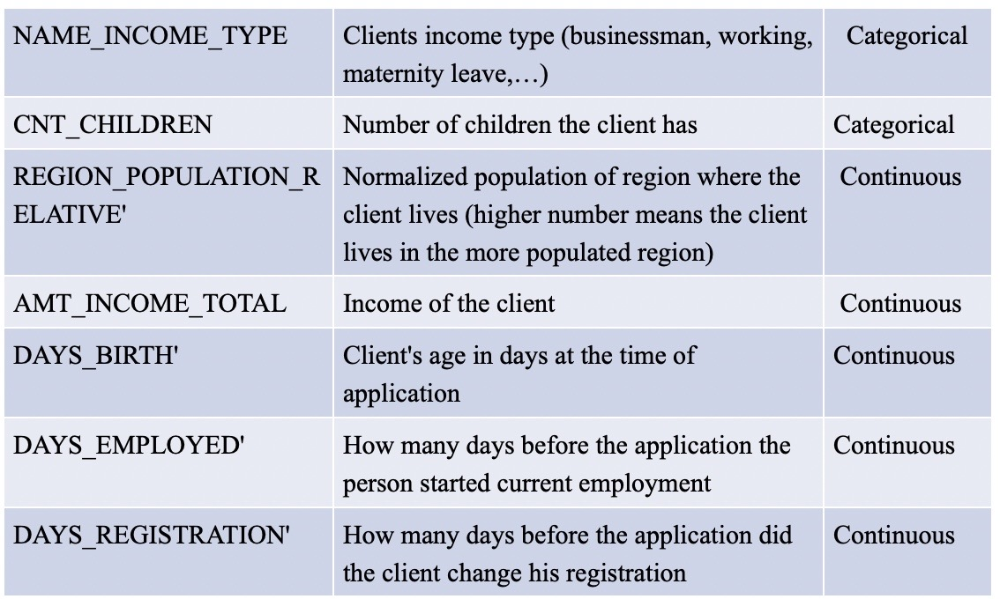 NAME_INCOME_TYPE
Clients income type (businessman, working,
maternity leave,…)
Categorical
CNT_CHILDREN
Number of children the client has
Categorical
REGION_POPULATION_R
ELATIVE'
Normalized population of region where the
client lives (higher number means the client
lives in the more populated region)
Continuous
AMT_INCOME_TOTAL
Income of the client
Continuous
DAYS_BIRTH'
Client's age in days at the time of
application
Continuous
DAYS_EMPLOYED'
How many days before the application the
person started current employment
Continuous
DAYS_REGISTRATION'
How many days before the application did
the client change his registration
Continuous